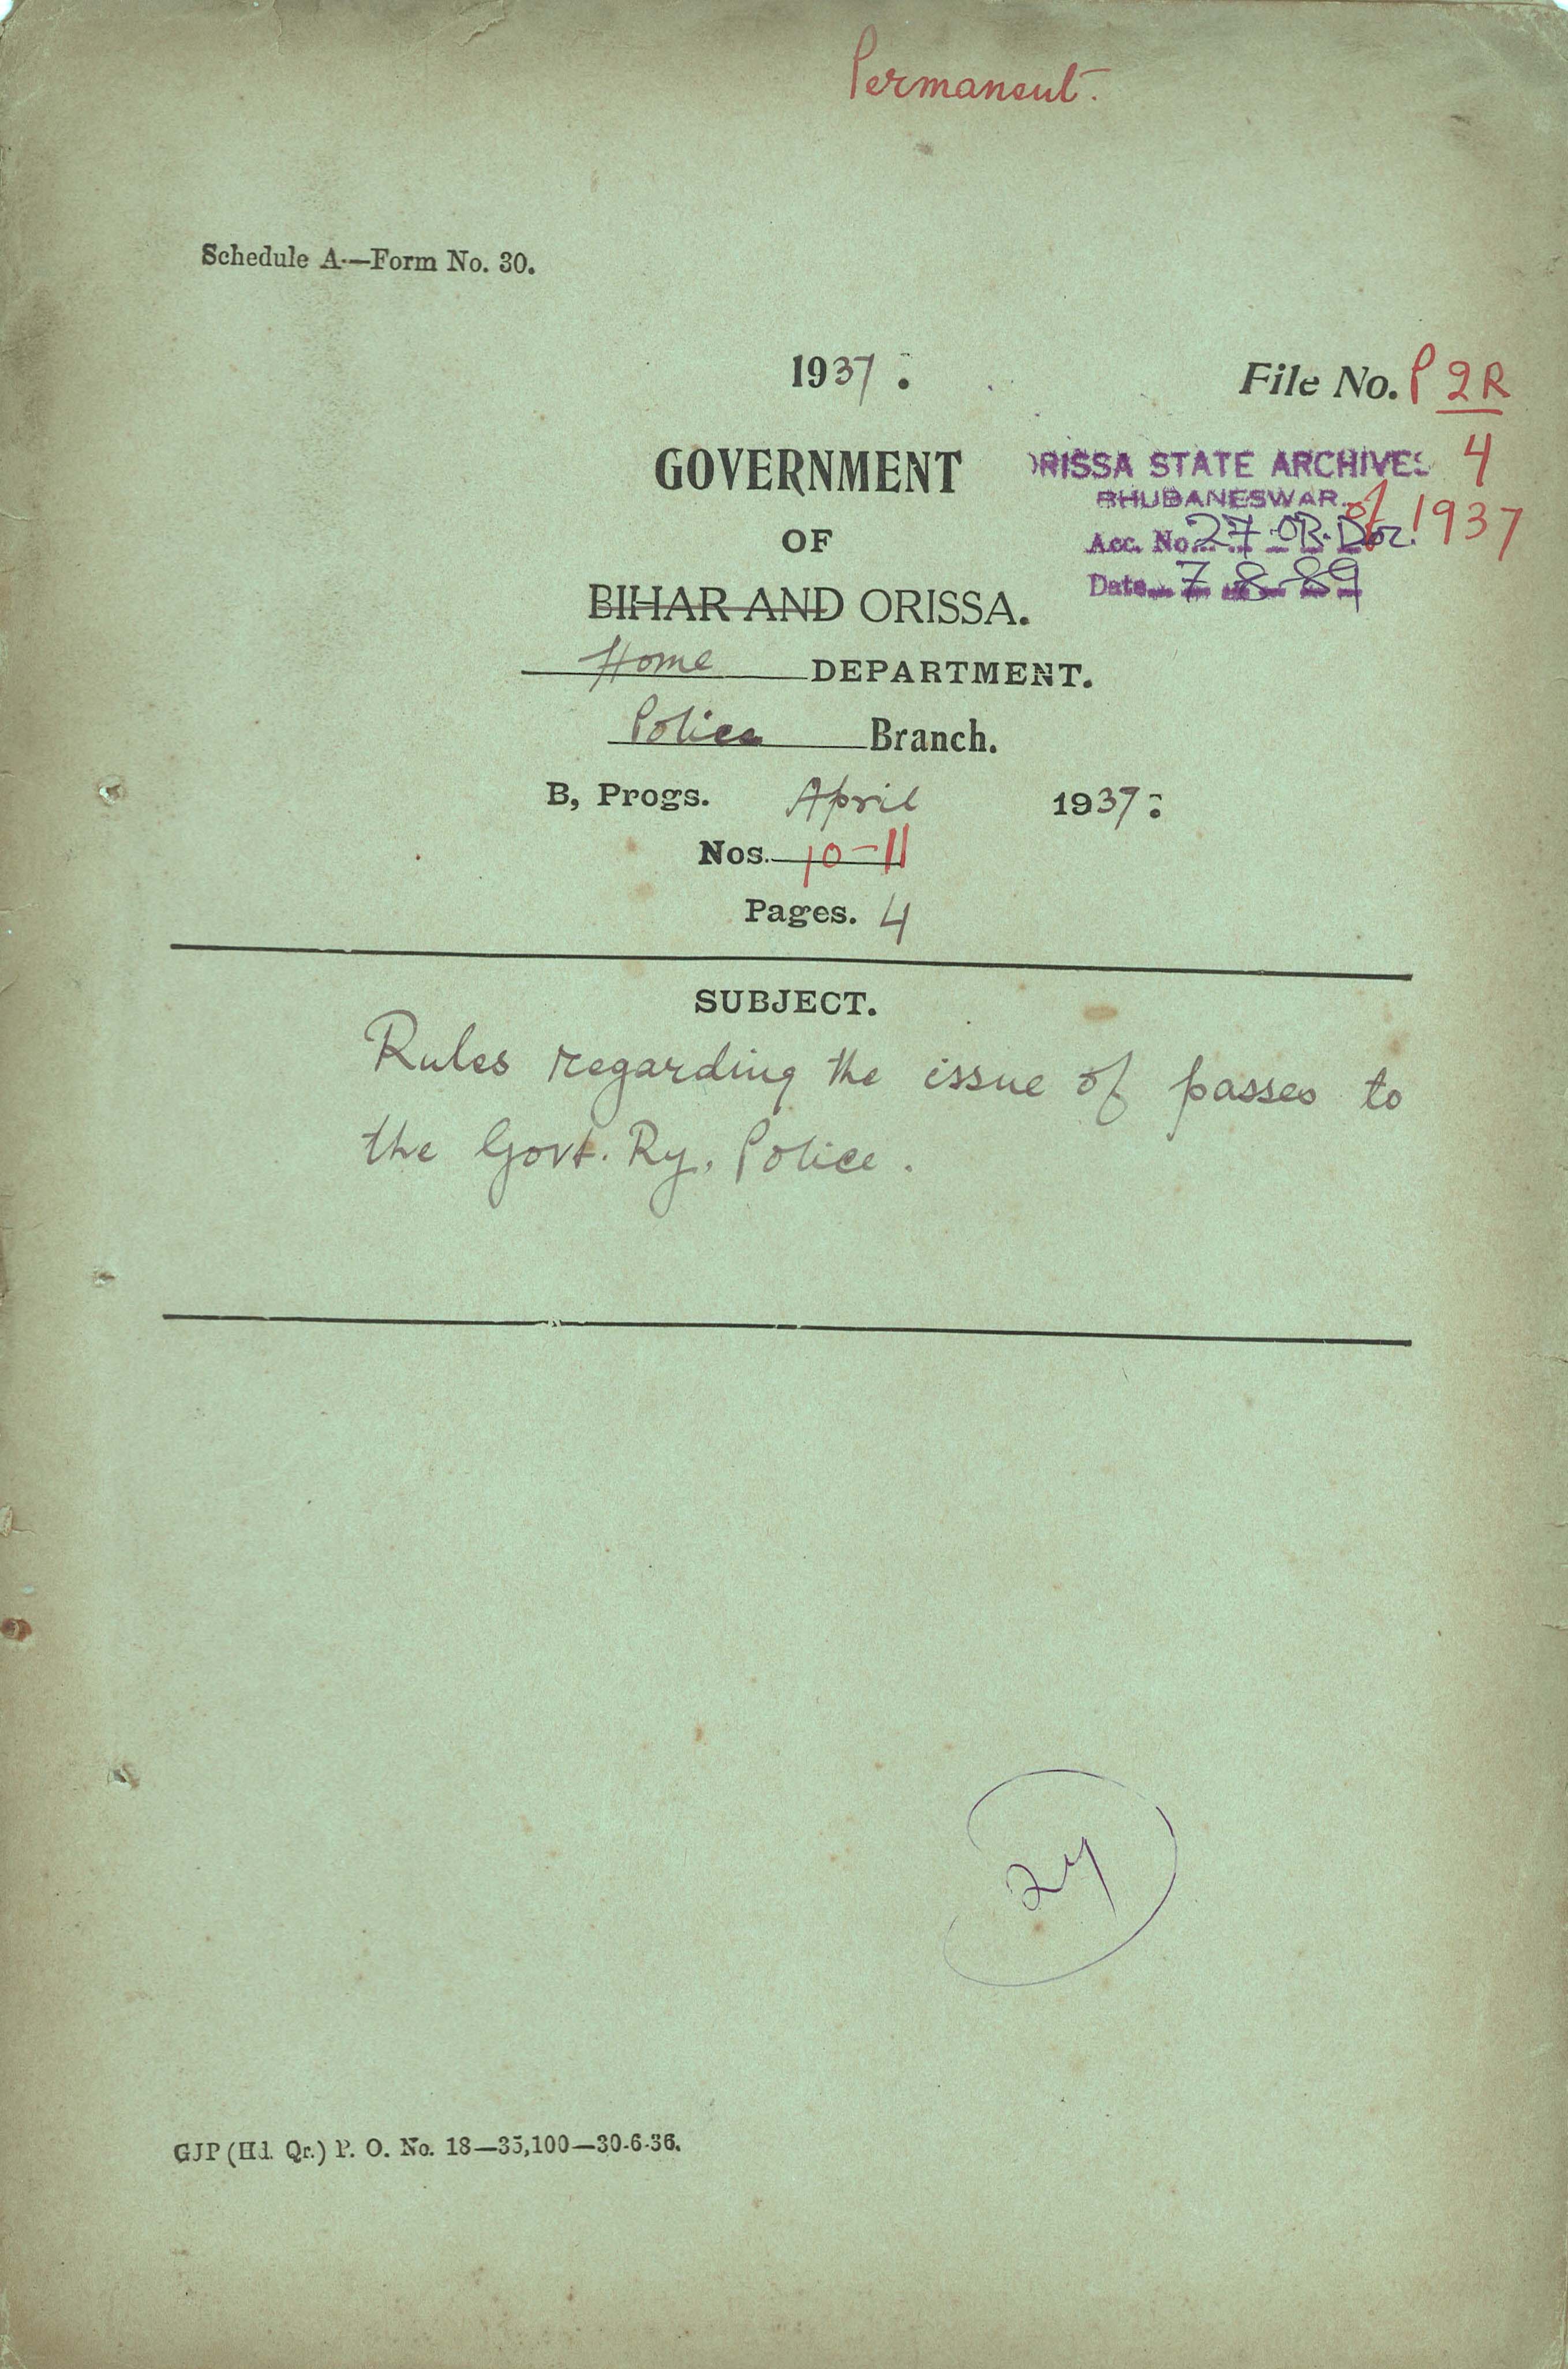 Permanent.
Schedule A.—Form No. 30.
1937.
File No. P 2R
4
of 1937
GOVERNMENT
ORISSA STATE ARCHIVES
BHUBANESWAR.
OF
Acc. No. 27
Date 7 8 89
BIHAR AND ORISSA.
Home DEPARTMENT.
Police Branch.
B, Progs. April 1937.
Nos. 10-11
Pages. 4
SUBJECT.
Rules regarding the issue of passes to
the Govt. Ry. Police.
24
GJP (Hd. Qr.) P. O. No. 18—35,100—30-6-36.